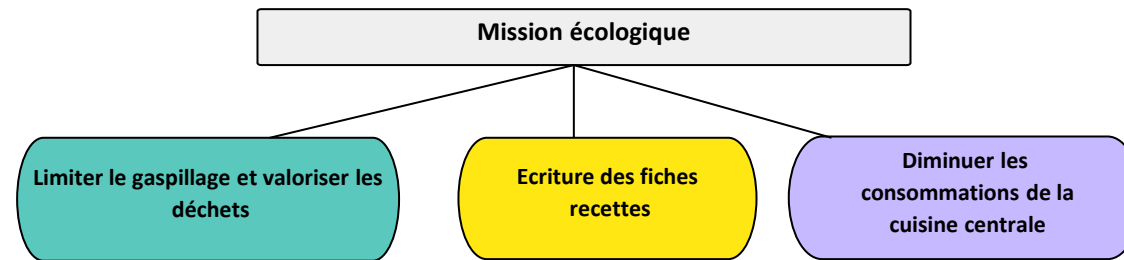 Mission écologique
Limiter le gaspillage et valoriser les
déchets
Ecriture des fiches
recettes
Diminuer les
consommations de la
cuisine centrale